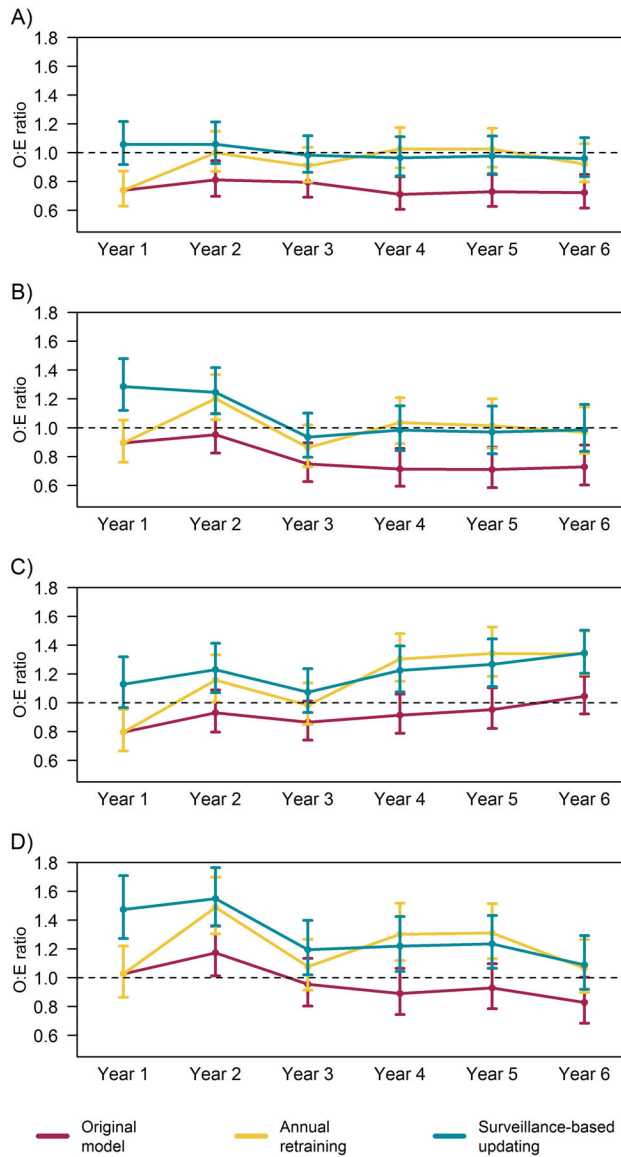 A)
1.8
1.6
1.4
1.2
1.0
0.8
0.6
O:E ratio
Year 1 Year 2 Year 3 Year 4 Year 5 Year 6
B)
1.8
1.6
1.4
1.2
1.0
0.8
0.6
O:E ratio
Year 1 Year 2 Year 3 Year 4 Year 5 Year 6
C)
1.8
1.6
1.4
1.2
1.0
0.8
0.6
O:E ratio
Year 1 Year 2 Year 3 Year 4 Year 5 Year 6
D)
1.8
1.6
1.4
1.2
1.0
0.8
0.6
O:E ratio
Year 1 Year 2 Year 3 Year 4 Year 5 Year 6
Original
model
Annual
retraining
Surveillance-based
updating